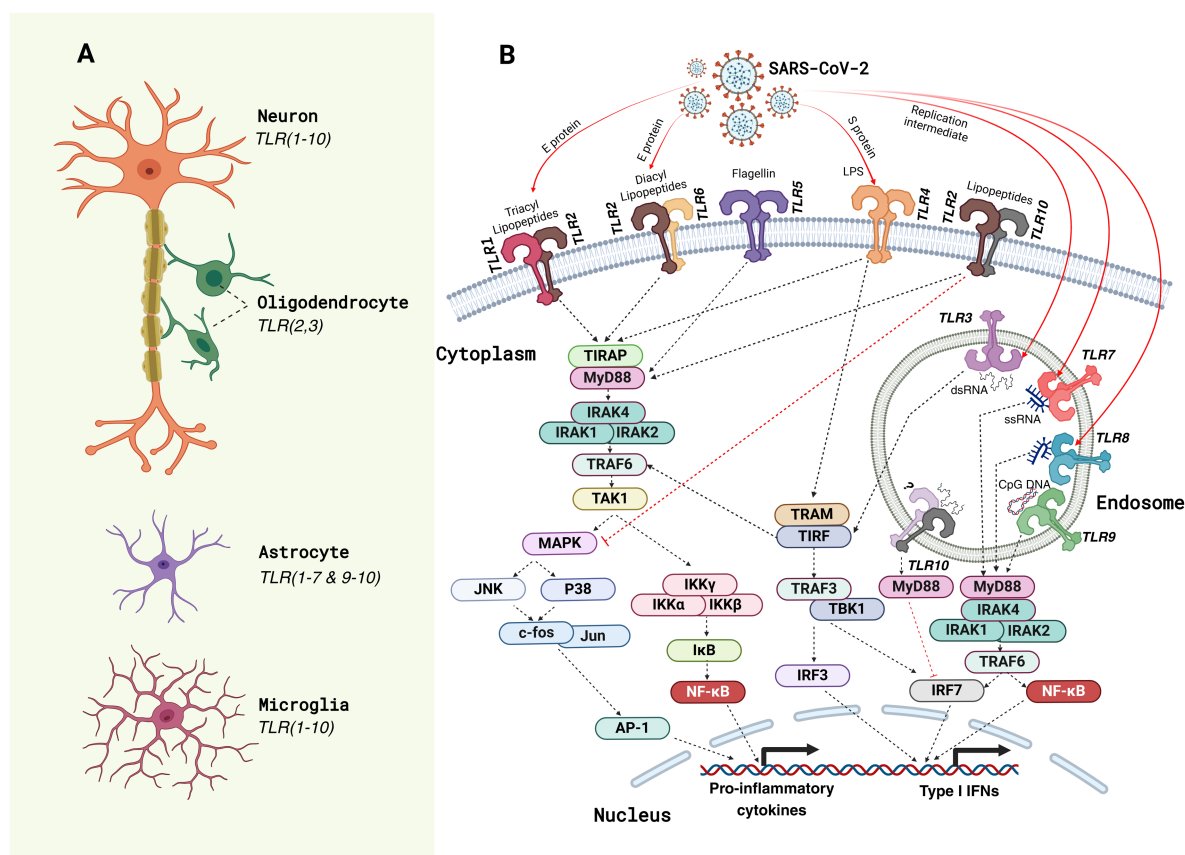 A
Neuron
TLR(1-10)
Oligodendrocyte
TLR(2,3)
Astrocyte
TLR(1-7 & 9-10)
Microglia
TLR(1-10)
B
SARS-CoV-2
E protein
E protein
S protein
Replication
intermediate
Triacyl
Lipopeptides
Diacyl
Lipopeptides
Flagellin
LPS
Lipopeptides
TLR1
TLR2
TLR2
TLR6
TLR5
TLR4
TLR2
TLR10
Cytoplasm
TIRAP
MyD88
IRAK4
IRAK1
IRAK2
TRAF6
TAK1
MAPK
JNK
P38
c-fos
Jun
AP-1
IKKγ
IKKα
IKKβ
IκB
NF-κB
TRAM
TIRF
TRAF3
TBK1
IRF3
TLR3
dsRNA
TLR7
ssRNA
TLR8
CpG DNA
TLR9
?
TLR10
Endosome
MyD88
MyD88
IRAK4
IRAK1
IRAK2
TRAF6
IRF7
NF-κB
Pro-inflammatory
cytokines
Type I IFNs
Nucleus